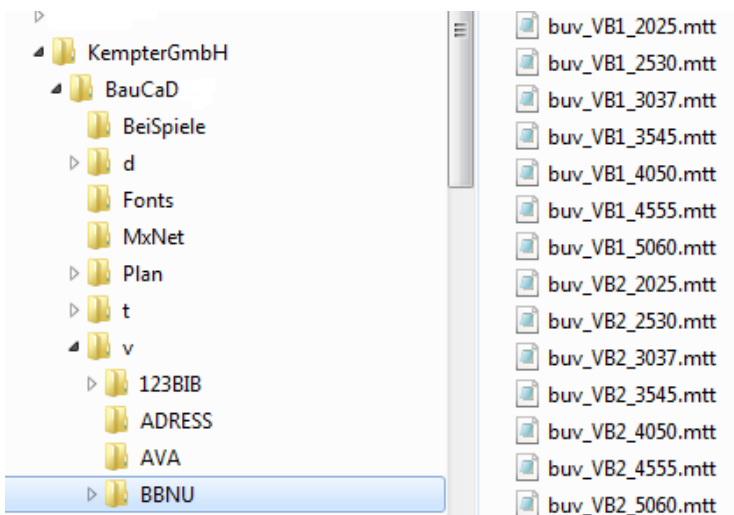 KempterGmbH
BauCaD
BeiSpiele
d
Fonts
MxNet
Plan
t
v
123BIB
ADRESS
AVA
BBNU
buv_VB1_2025.mtt
buv_VB1_2530.mtt
buv_VB1_3037.mtt
buv_VB1_3545.mtt
buv_VB1_4050.mtt
buv_VB1_4555.mtt
buv_VB1_5060.mtt
buv_VB2_2025.mtt
buv_VB2_2530.mtt
buv_VB2_3037.mtt
buv_VB2_3545.mtt
buv_VB2_4050.mtt
buv_VB2_4555.mtt
buv_VB2_5060.mtt